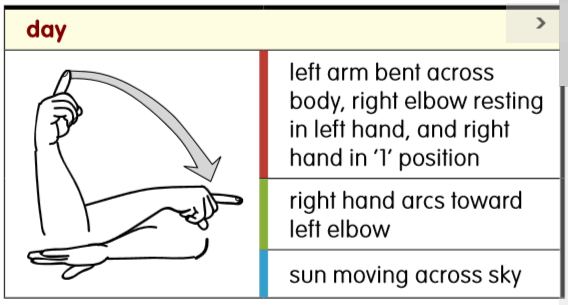 day
left arm bent across
body, right elbow resting
in left hand, and right
hand in ’1’ position
right hand arcs toward
left elbow
sun moving across sky